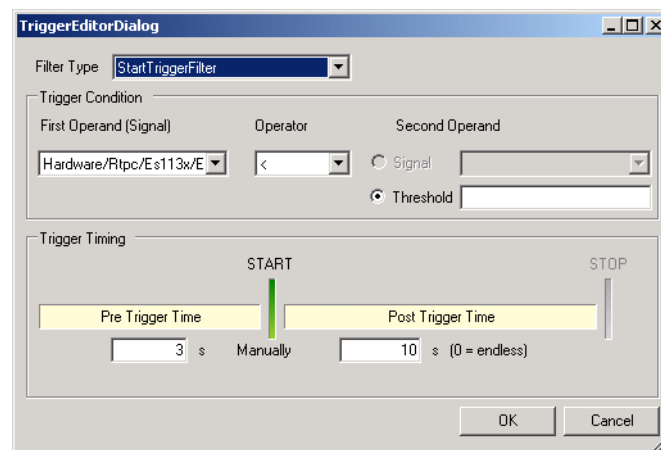 TriggerEditorDialog
Filter Type StartTriggerFilter
Trigger Condition
First Operand (Signal) Operator Second Operand
Hardware/Rtpc/Es113x/E < Signal
Threshold
Trigger Timing
START STOP
Pre Trigger Time Post Trigger Time
3 s Manually 10 s (0 = endless)
OK Cancel